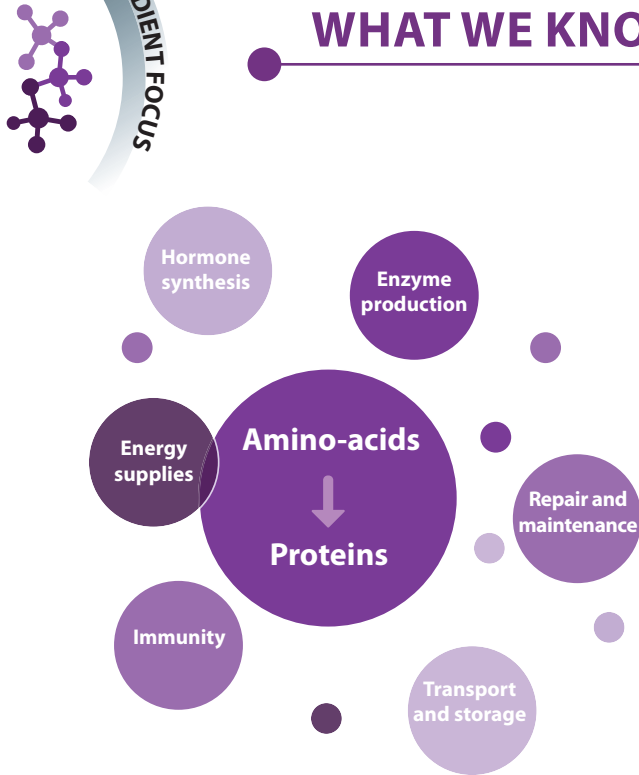 DIENT FOCUS
WHAT WE KNO
Hormone
synthesis
Enzyme
production
Energy
supplies
Amino-acids
Proteins
Repair and
maintenance
Immunity
Transport
and storage